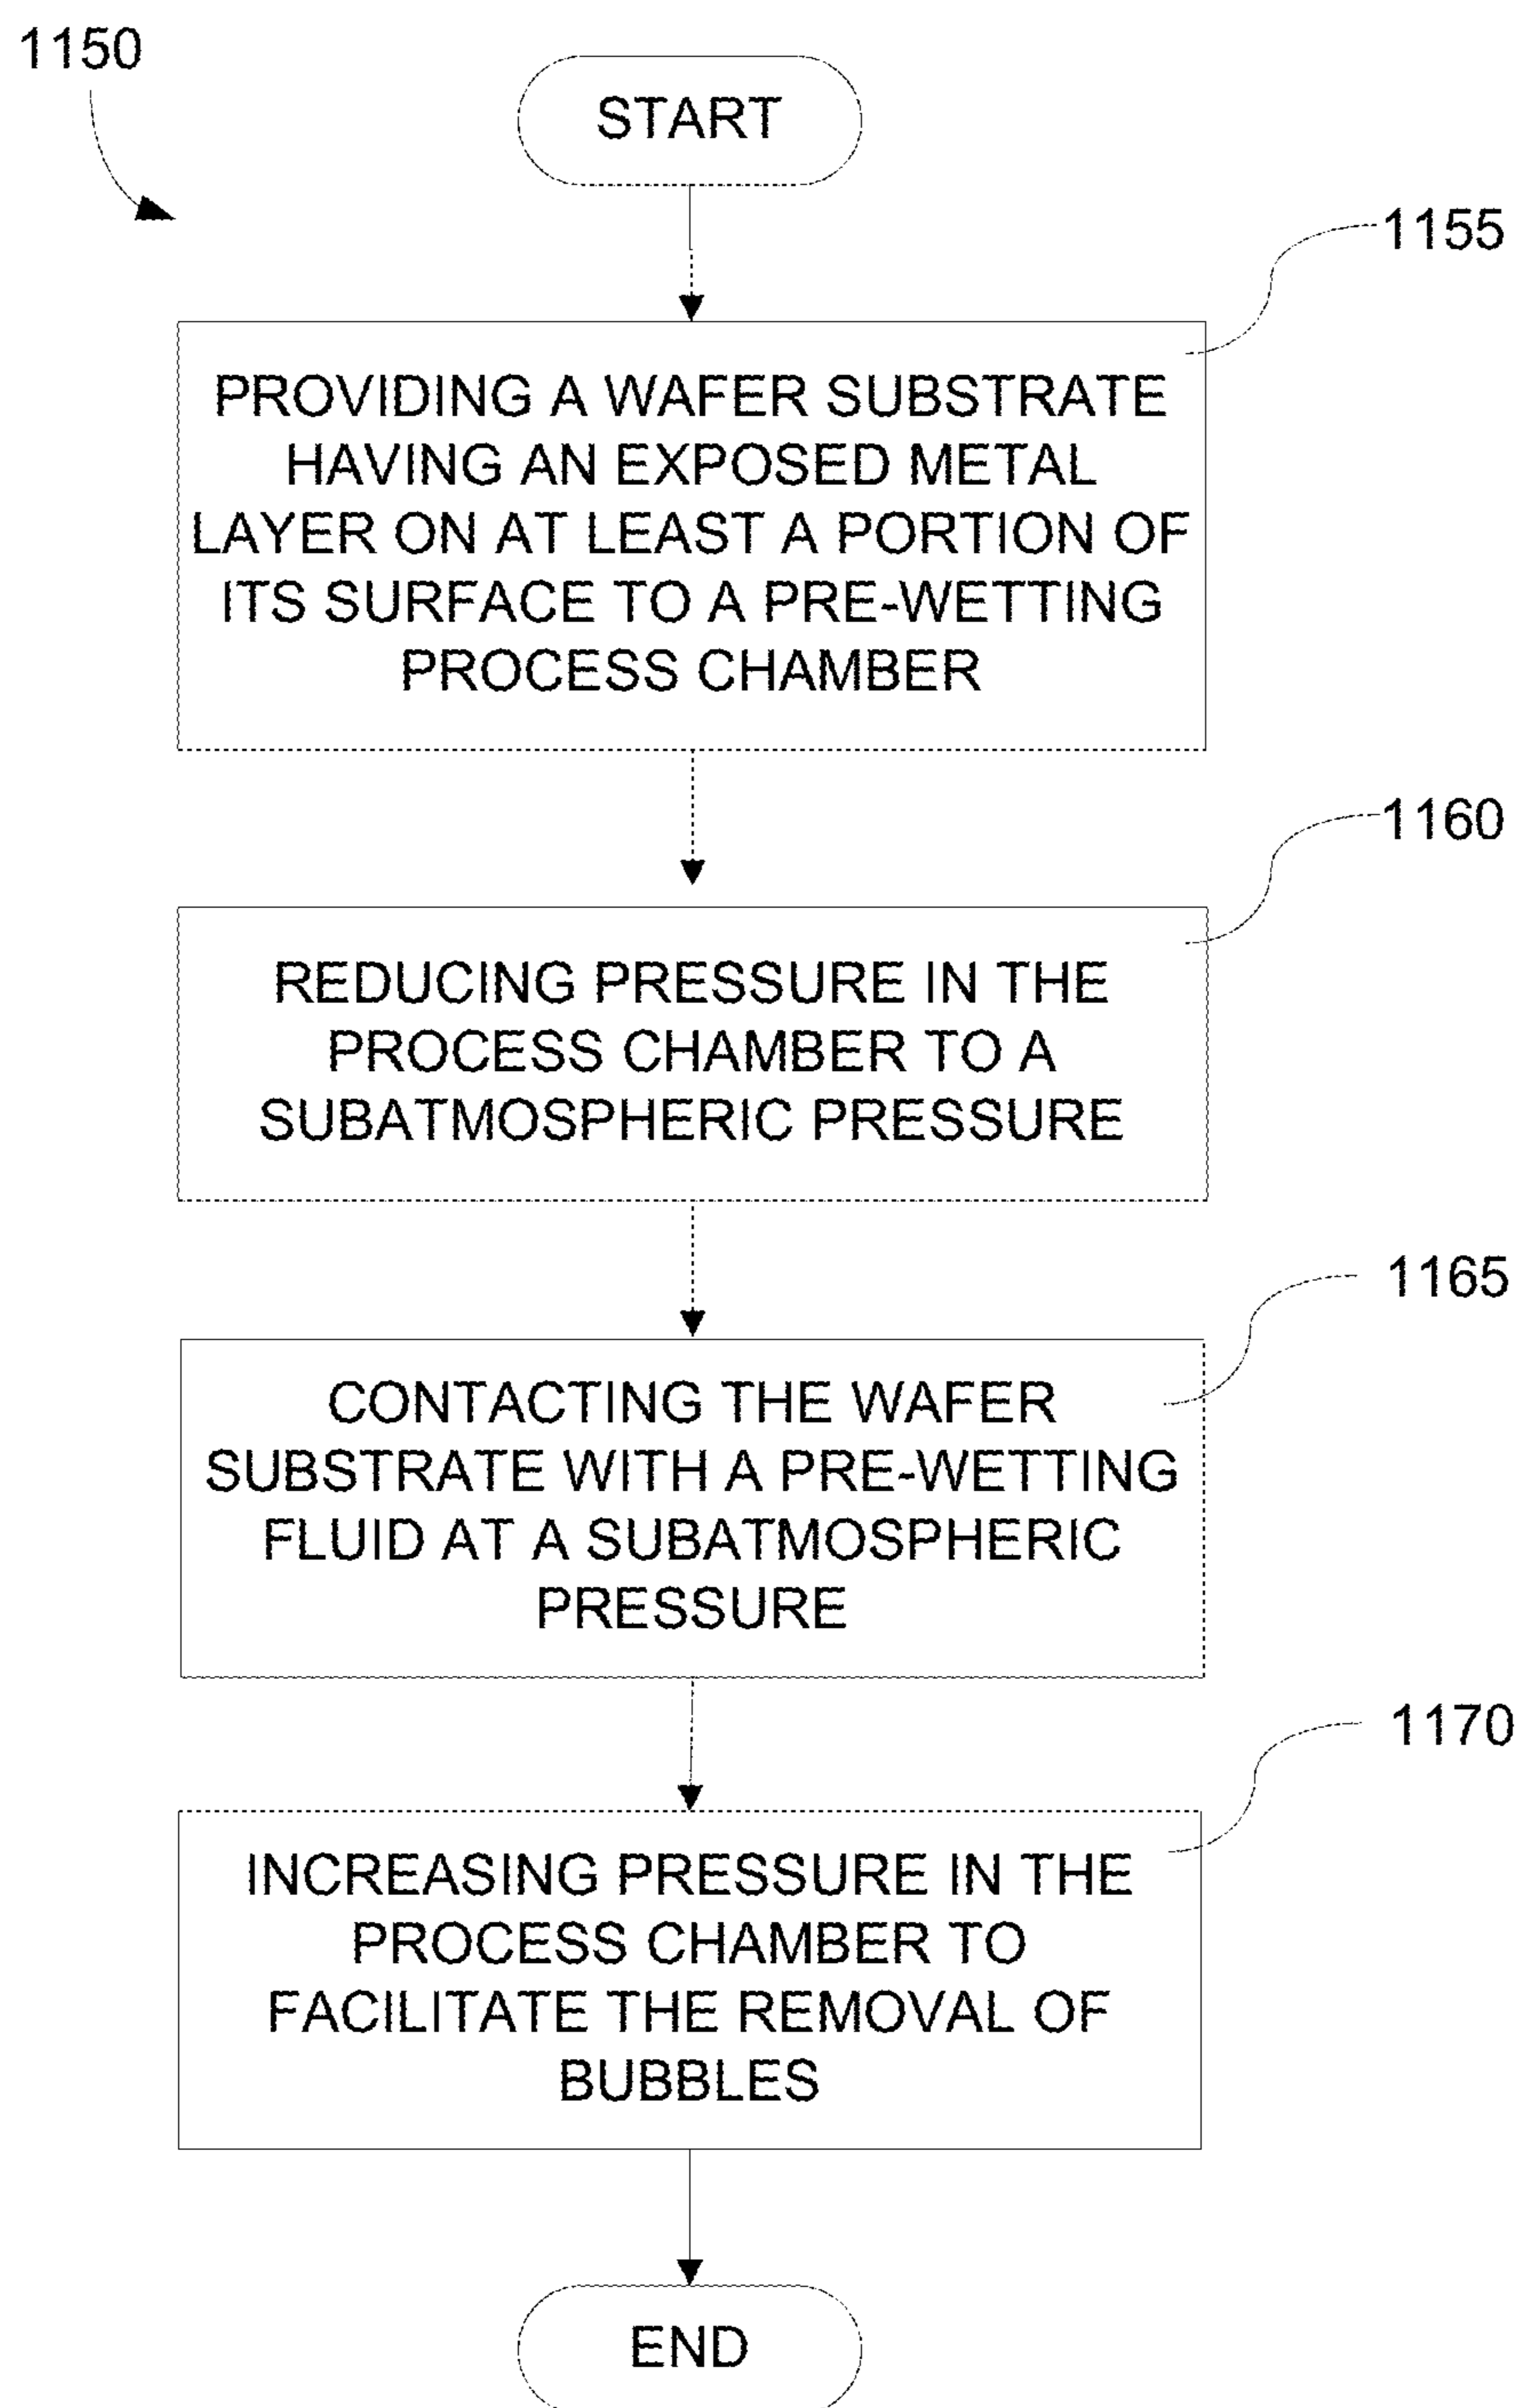 1150
START
1155
PROVIDING A WAFER SUBSTRATE
HAVING AN EXPOSED METAL
LAYER ON AT LEAST A PORTION OF
ITS SURFACE TO A PRE-WETTING
PROCESS CHAMBER
1160
REDUCING PRESSURE IN THE
PROCESS CHAMBER TO A
SUBATMOSPHERIC PRESSURE
1165
CONTACTING THE WAFER
SUBSTRATE WITH A PRE-WETTING
FLUID AT A SUBATMOSPHERIC
PRESSURE
1170
INCREASING PRESSURE IN THE
PROCESS CHAMBER TO
FACILITATE THE REMOVAL OF
BUBBLES
END